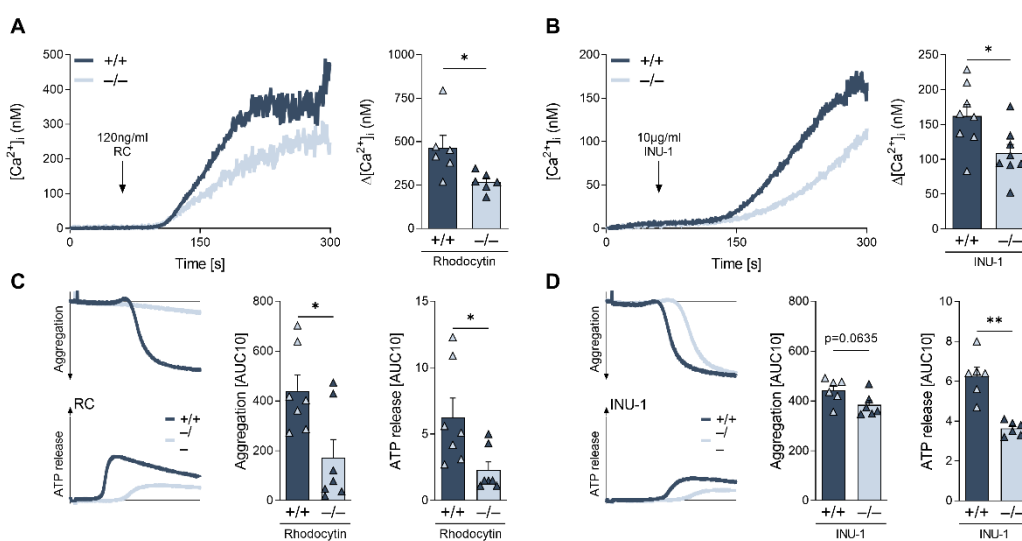 A
B
+/+
−/−
[Ca²⁺]ᵢ (nM)
500
400
300
200
100
0
120ng/ml
RC
0
150
300
Time [s]
Δ[Ca²⁺]ᵢ (nM)
1000
750
500
250
0
*
+/+
−/−
Rhodocytin
+/+
−/−
[Ca²⁺]ᵢ (nM)
200
150
100
50
0
10µg/ml
INU-1
0
150
300
Time [s]
Δ[Ca²⁺]ᵢ (nM)
250
200
150
100
50
0
*
+/+
−/−
INU-1
C
D
Aggregation
RC
ATP release
+/+
−/
−
Aggregation [AUC10]
800
600
400
200
0
*
+/+
−/−
Rhodocytin
ATP release [AUC10]
15
10
5
0
*
+/+
−/−
Rhodocytin
Aggregation
INU-1
ATP release
+/+
−/
−
Aggregation [AUC10]
800
600
400
200
0
p=0.0635
+/+
−/−
INU-1
ATP release [AUC10]
10
8
6
4
2
0
**
+/+
−/−
INU-1